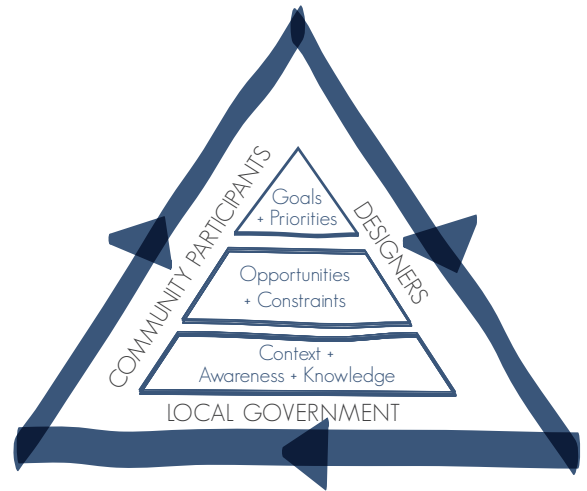 COMMUNITY PARTICIPANTS
DESIGNERS
Goals
+ Priorities
Opportunities
+ Constraints
Context +
Awareness + Knowledge
LOCAL GOVERNMENT